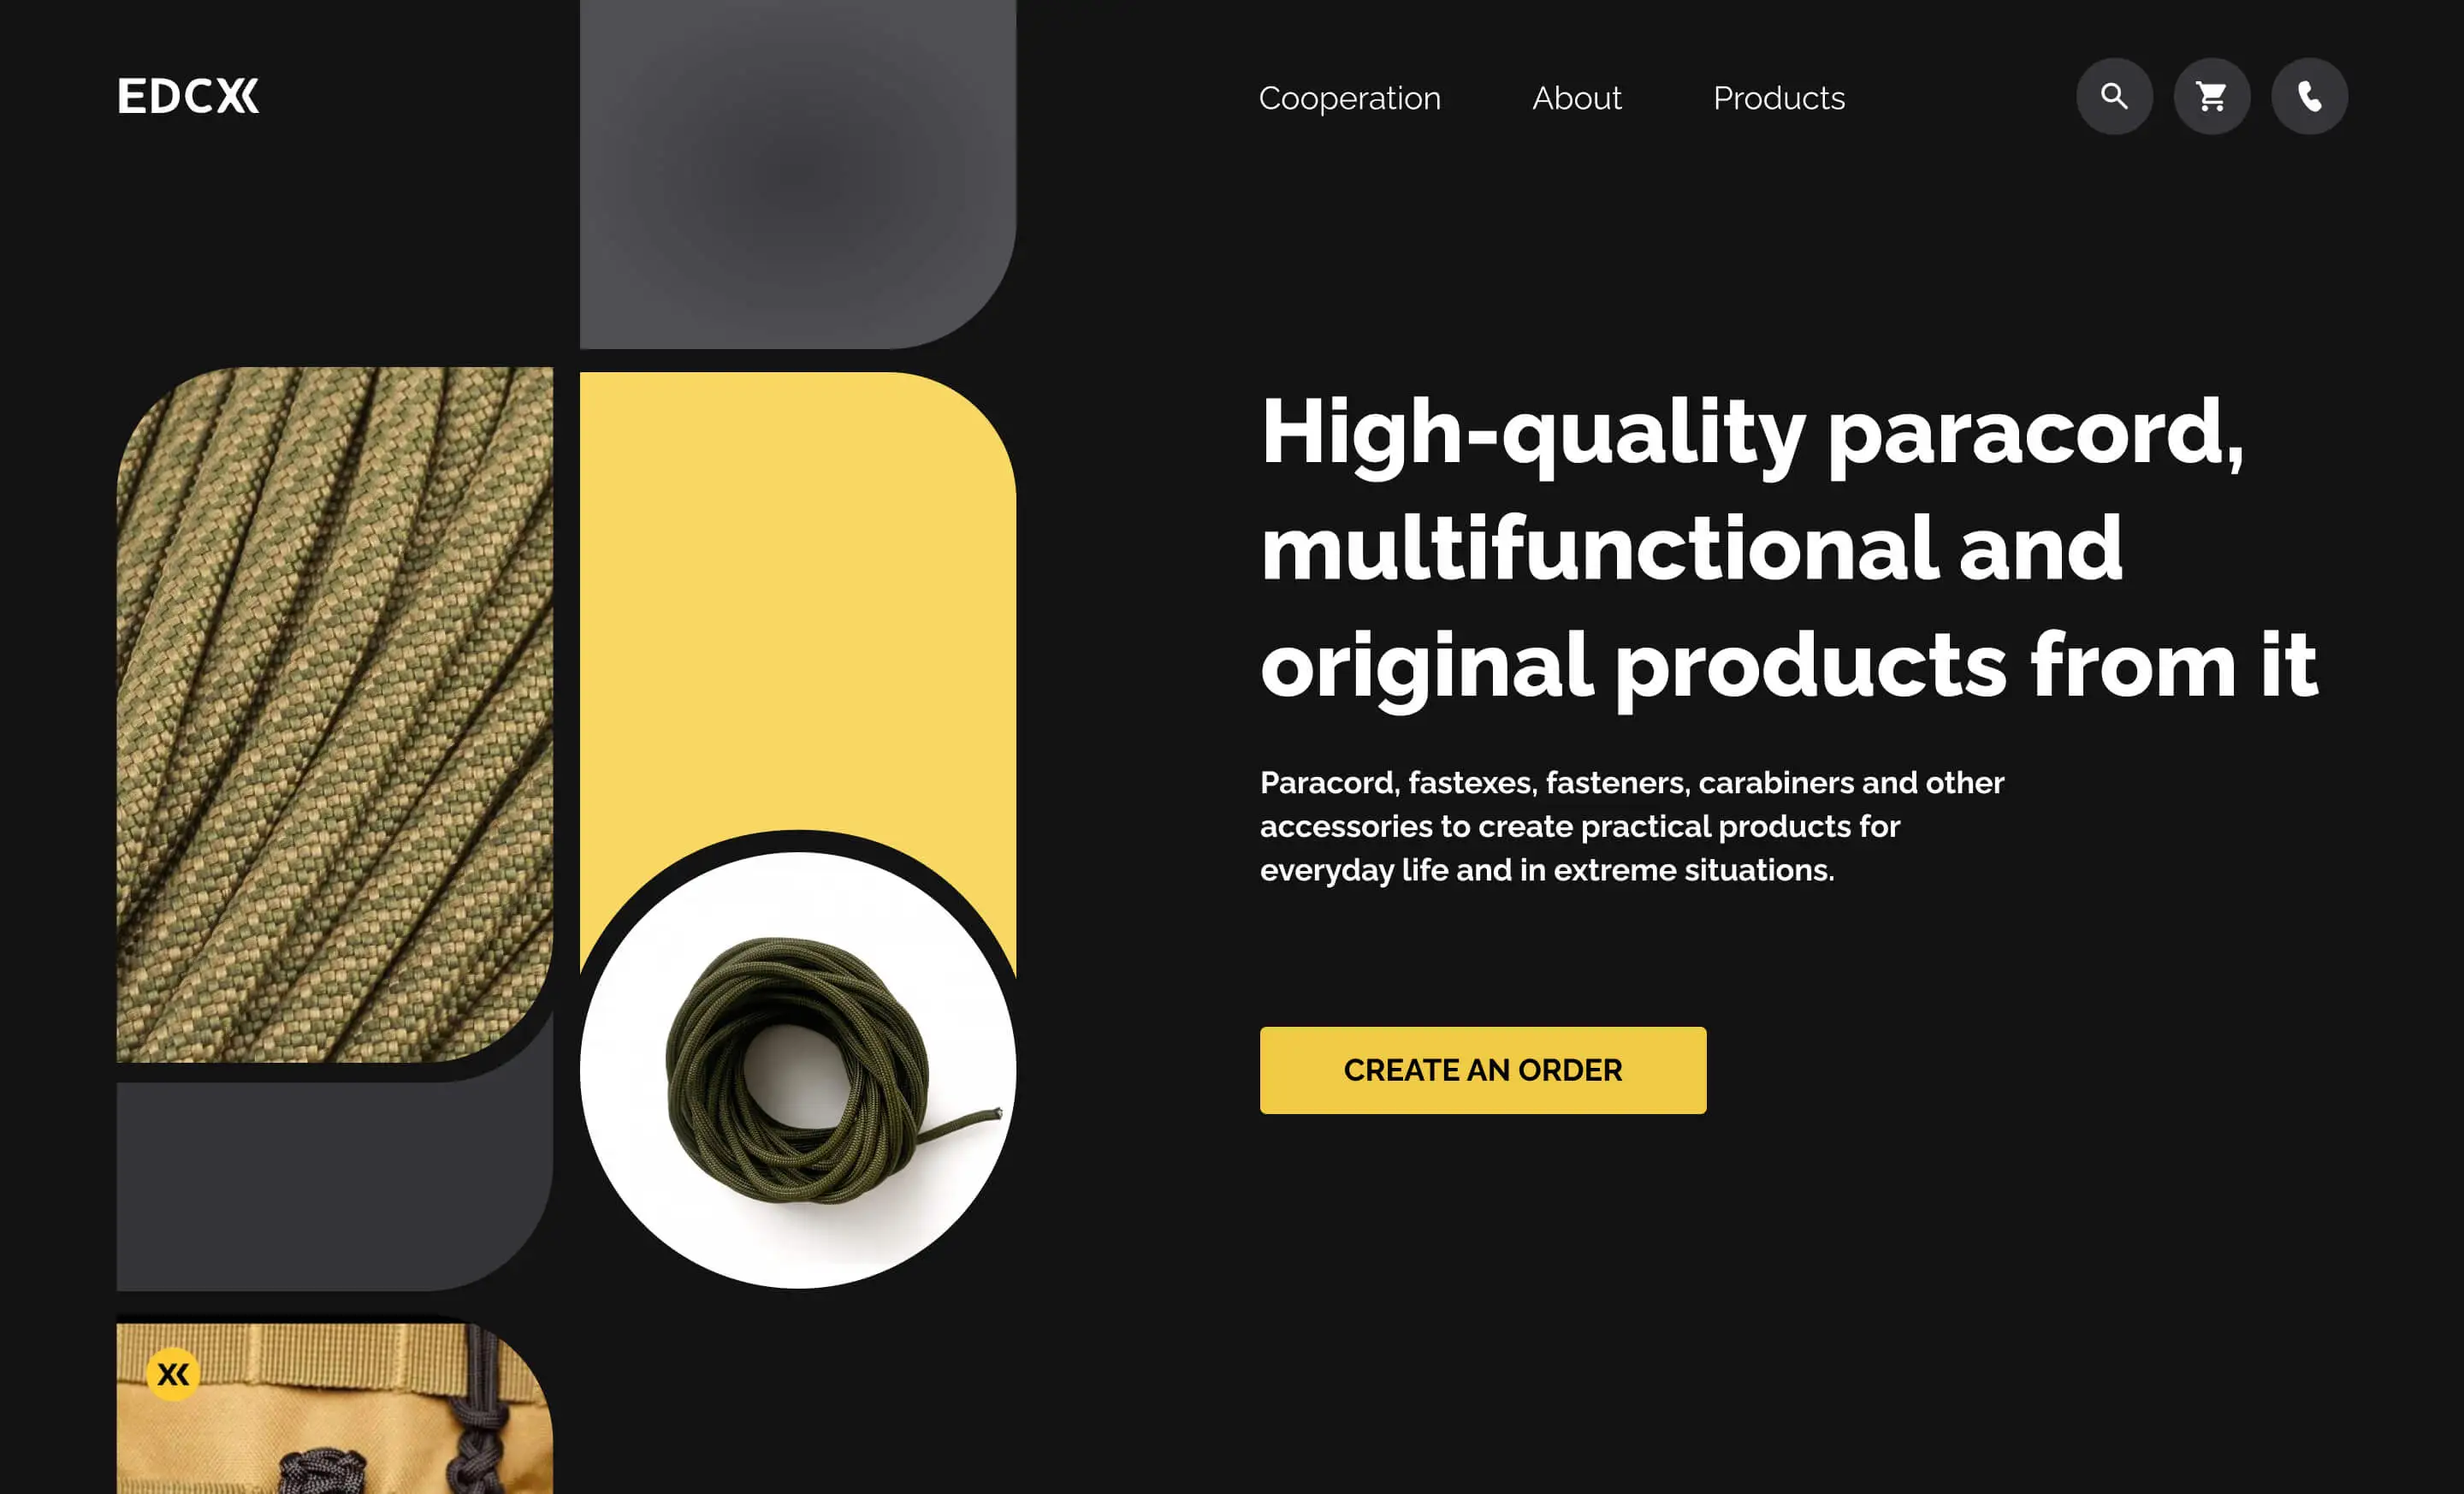 EDCX
Cooperation
About
Products
High-quality paracord,
multifunctional and
original products from it
Paracord, fastexes, fasteners, carabiners and other
accessories to create practical products for
everyday life and in extreme situations.
CREATE AN ORDER
X